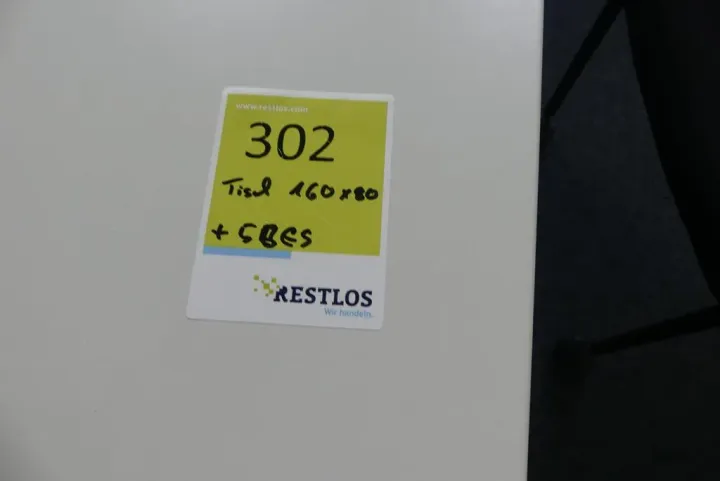 www.restlos.com
302
Tisch 160x80
+ SBES
RESTLOS
Wir handeln.